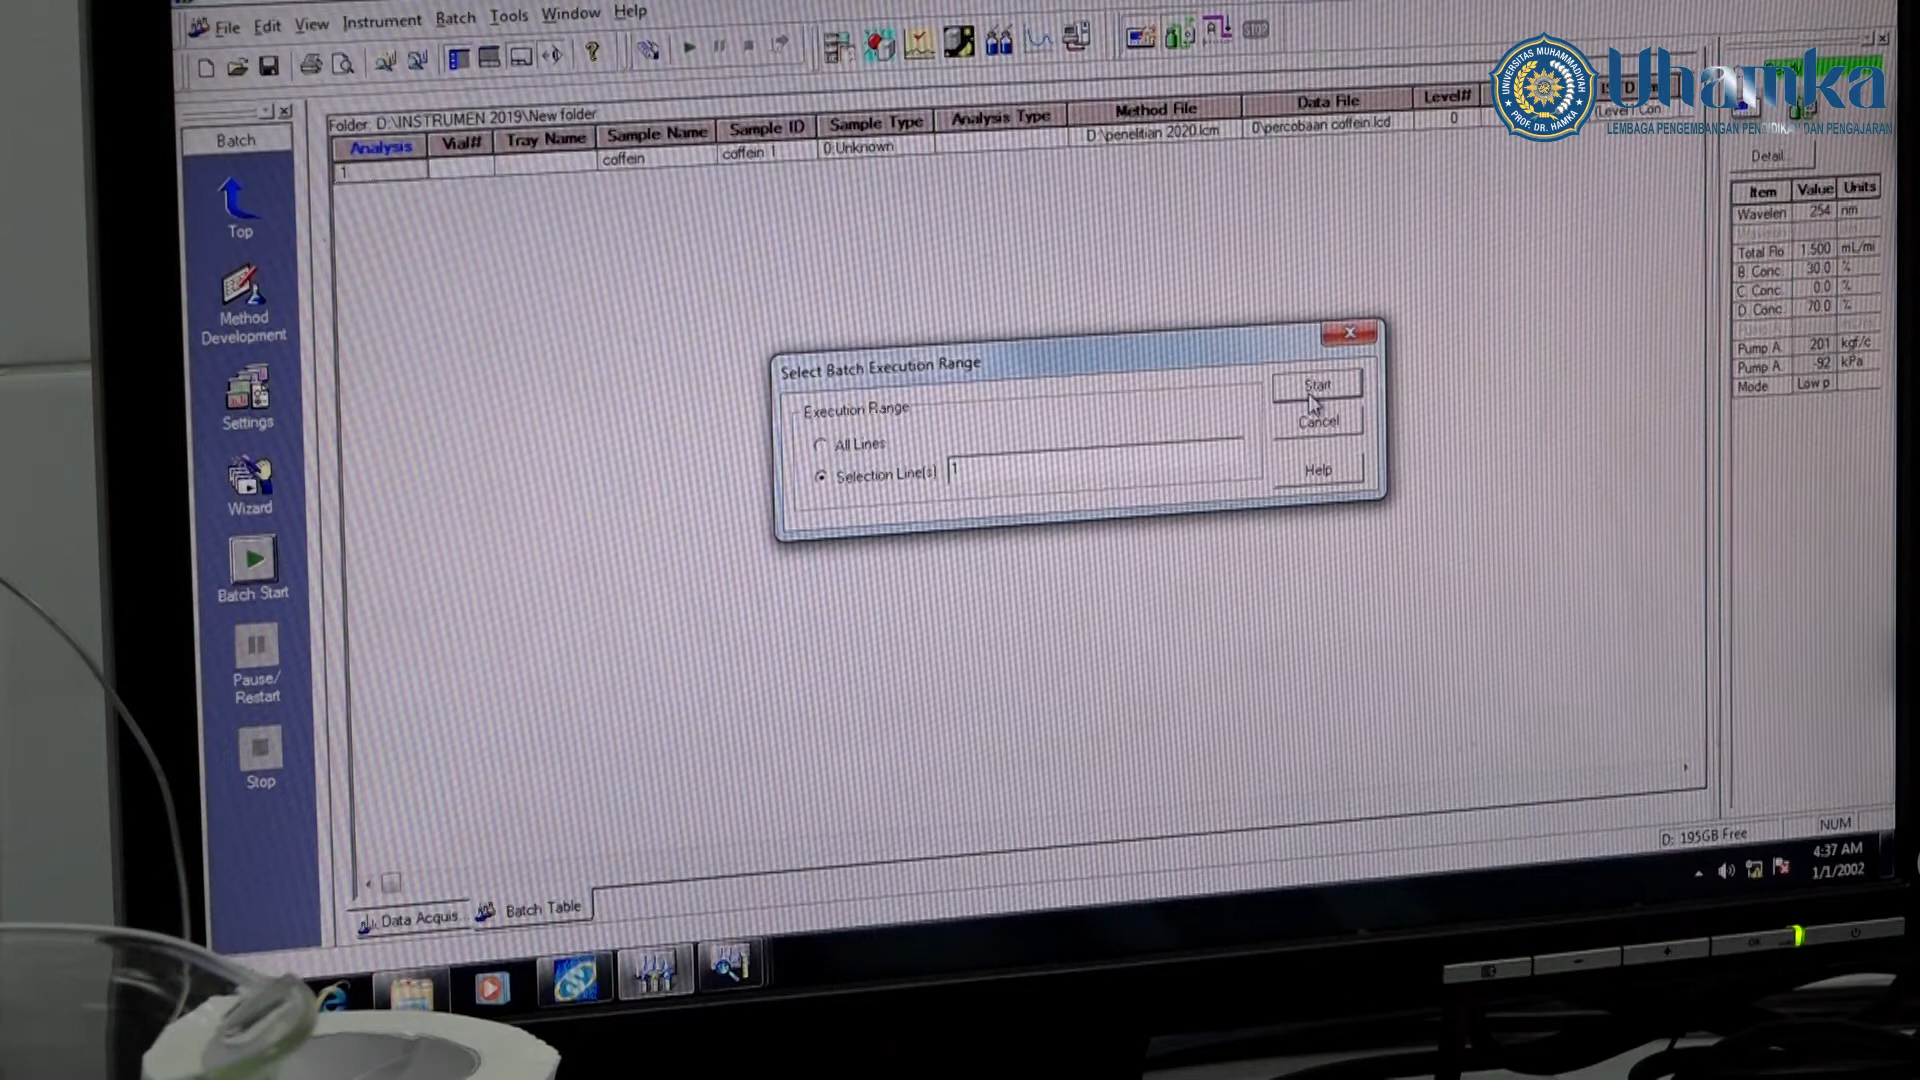 File Edit View Instrument Batch Tools Window Help
Uhamka
UNIVERSITAS MUHAMMADIYAH
PROF. DR. HAMKA
LEMBAGA PENGEMBANGAN PENDIDIKAN DAN PENGAJARAN
Batch
Folder: D:\INSTRUMEN 2019\New folder
Analysis Vial# Tray Name Sample Name Sample ID Sample Type Analysis Type Method File Data File Level#
1 coffein coffein 1 0:Unknown D:\penelitian 2020.lcm 0\percobaan coffein.lcd 0 (Level1 Con
Top
Method
Development
Settings
Wizard
Batch Start
Pause/
Restart
Stop
Select Batch Execution Range
Execution Range
All Lines
Selection Line(s) 1
Start
Cancel
Help
Detail...
Item Value Units
Wavelen 254 nm
Total Flo 1.500 mL/mi
B. Conc 30.0 %
C. Conc 0.0 %
D. Conc 70.0 %
Pump A 201 kgf/c
Pump A -92 kPa
Mode Low p
Data Acquis...
Batch Table
D: 195GB Free
NUM
4:37 AM
1/1/2002
OK